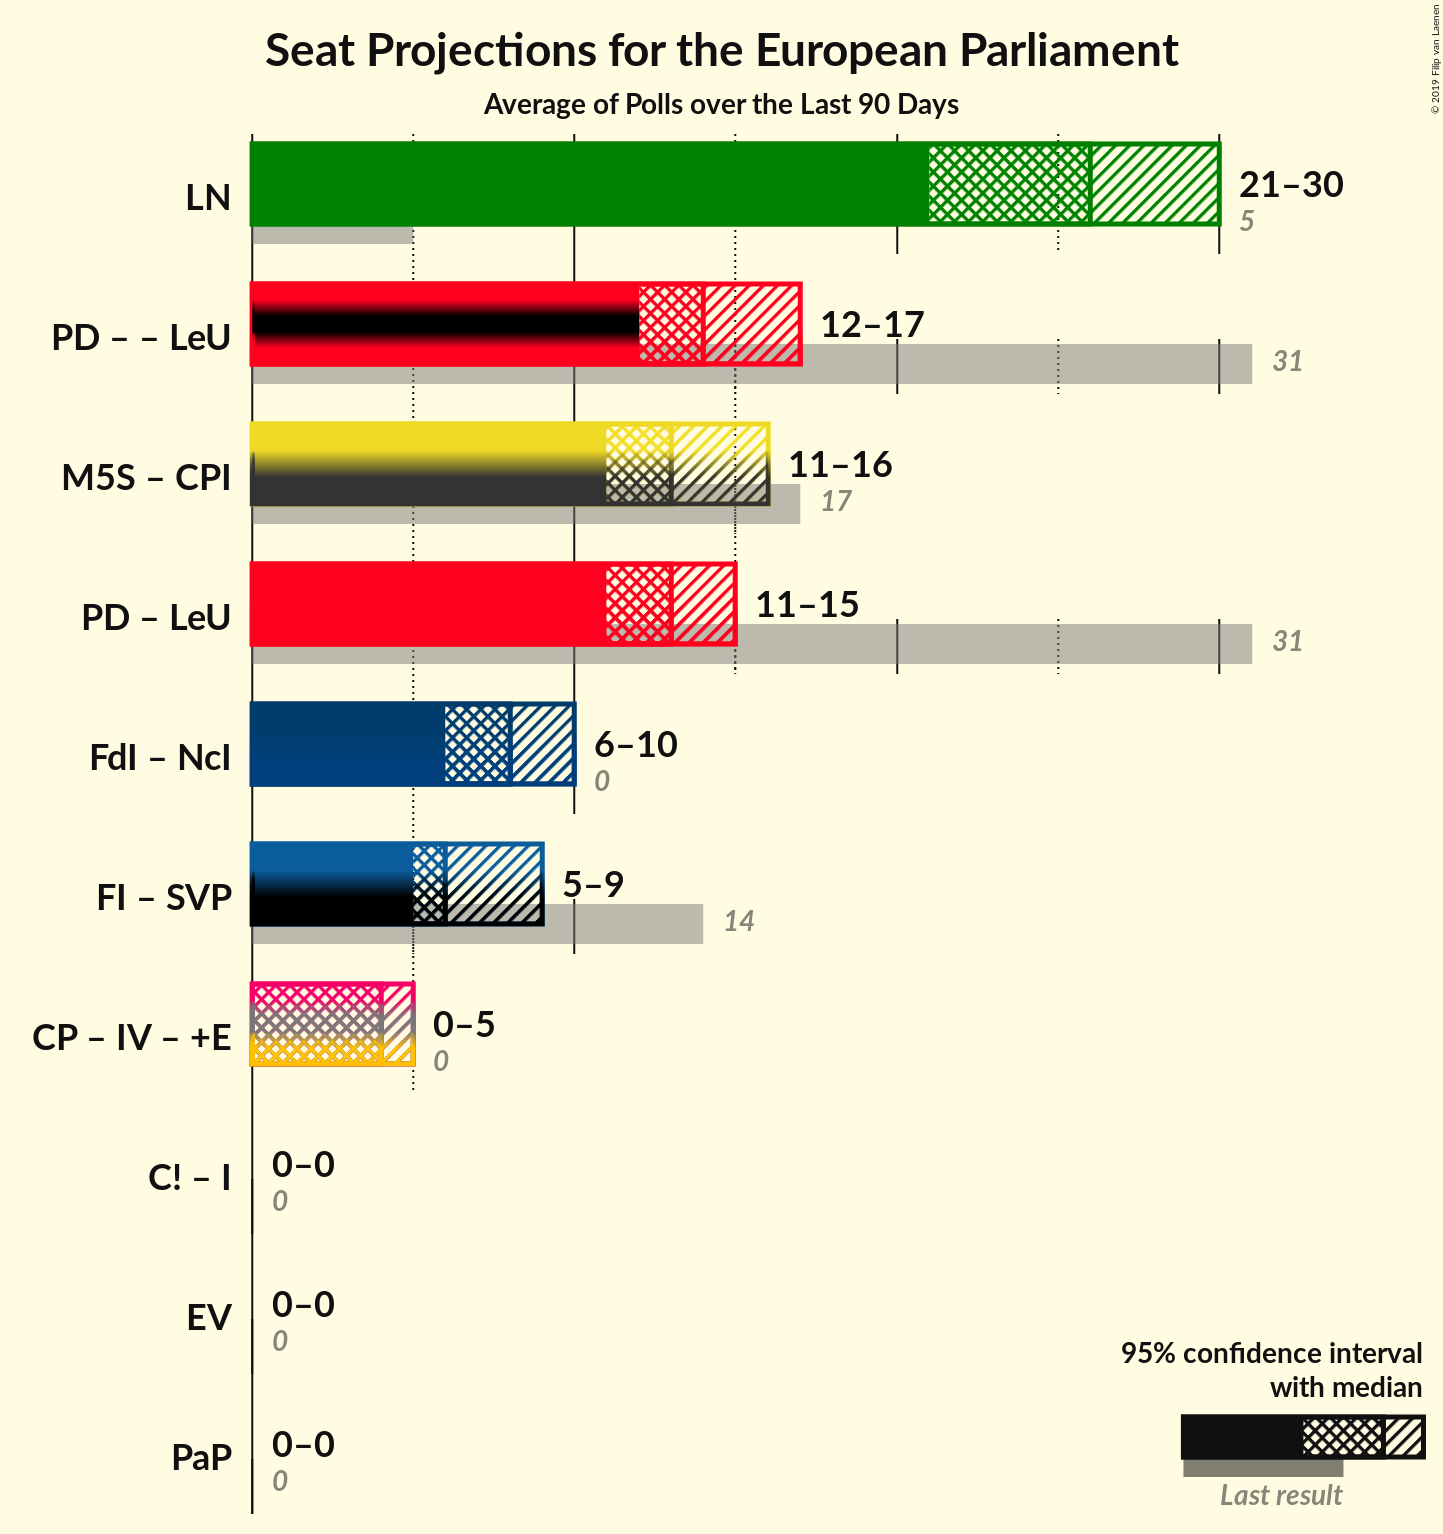 Seat Projections for the European Parliament
Average of Polls over the Last 90 Days
© 2019 Filip van Laenen
LN
21–30
5
PD – – LeU
12–17
31
M5S – CPI
11–16
17
PD – LeU
11–15
31
FdI – NcI
6–10
0
FI – SVP
5–9
14
CP – IV – +E
0–5
0
C! – I
0–0
0
EV
0–0
0
PaP
0–0
0
95% confidence interval
with median
Last result